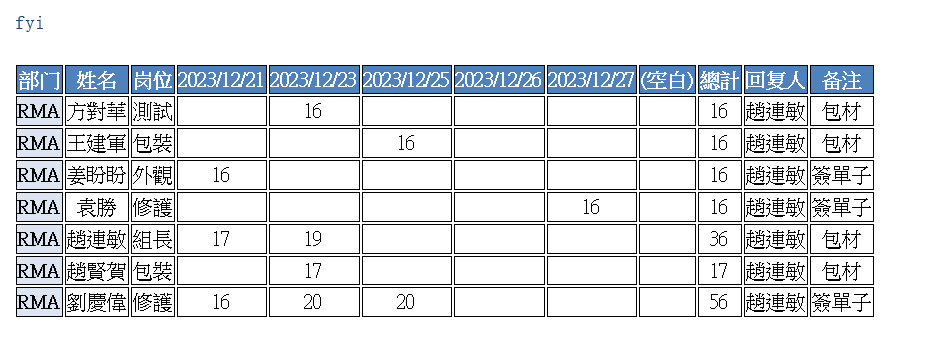 fyi
部门 姓名 岗位 2023/12/21 2023/12/23 2023/12/25 2023/12/26 2023/12/27 (空白) 總計 回复人 备注
RMA 方對華 測試 16 16 趙連敏 包材
RMA 王建軍 包裝 16 16 趙連敏 包材
RMA 姜盼盼 外觀 16 16 趙連敏 簽單子
RMA 袁勝 修護 16 16 趙連敏 簽單子
RMA 趙連敏 組長 17 19 36 趙連敏 包材
RMA 趙賢賀 包裝 17 17 趙連敏 包材
RMA 劉慶偉 修護 16 20 20 56 趙連敏 簽單子